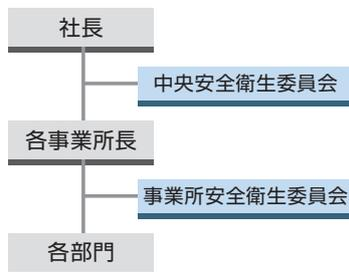 社長
中央安全衛生委員会
各事業所長
事業所安全衛生委員会
各部門